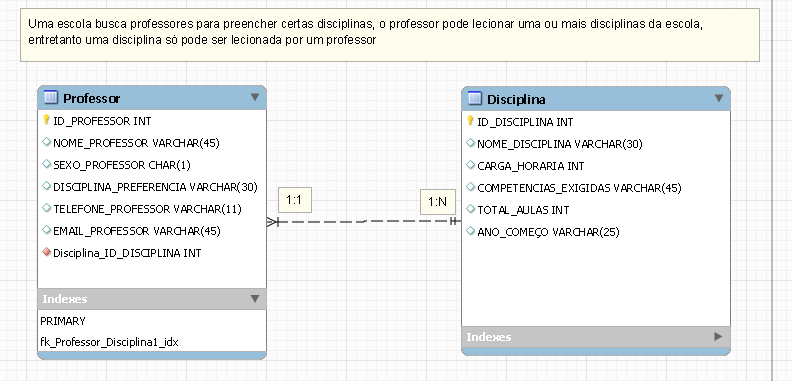 Uma escola busca professores para preencher certas disciplinas, o professor pode lecionar uma ou mais disciplinas da escola,
entretanto uma disciplina só pode ser lecionada por um professor
Professor
ID_PROFESSOR INT
NOME_PROFESSOR VARCHAR(45)
SEXO_PROFESSOR CHAR(1)
DISCIPLINA_PREFERENCIA VARCHAR(30)
TELEFONE_PROFESSOR VARCHAR(11)
EMAIL_PROFESSOR VARCHAR(45)
Disciplina_ID_DISCIPLINA INT
Indexes
PRIMARY
fk_Professor_Disciplina1_idx
1:1
1:N
Disciplina
ID_DISCIPLINA INT
NOME_DISCIPLINA VARCHAR(30)
CARGA_HORARIA INT
COMPETENCIAS_EXIGIDAS VARCHAR(45)
TOTAL_AULAS INT
ANO_COMEÇO VARCHAR(25)
Indexes